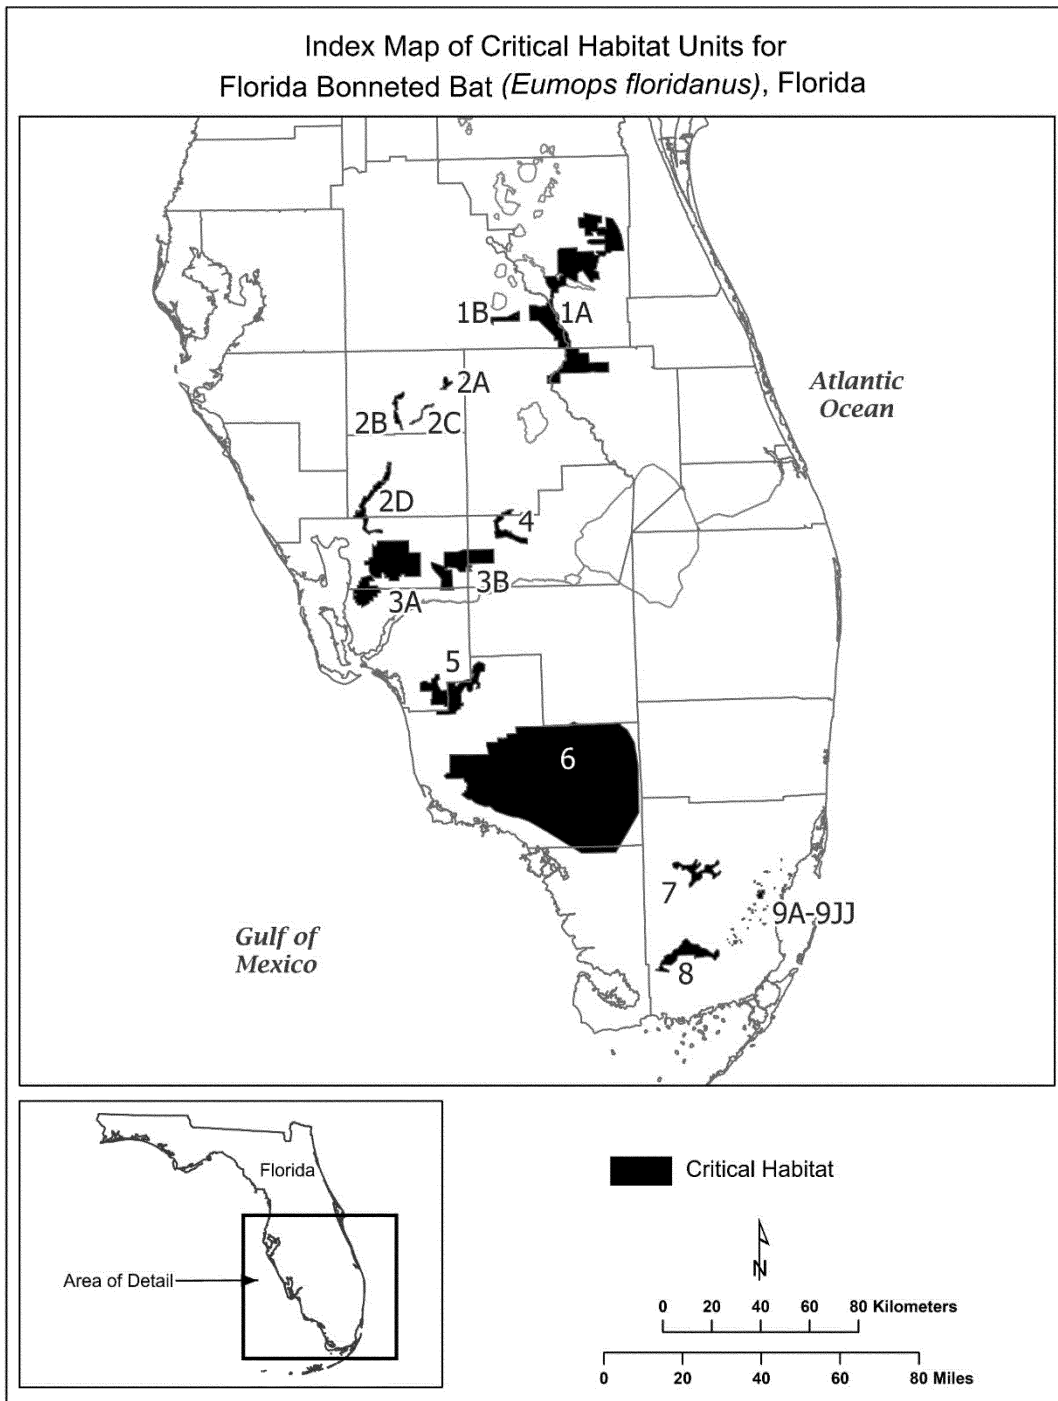 Index Map of Critical Habitat Units for
Florida Bonneted Bat (Eumops floridanus), Florida
1B
1A
2A
Atlantic
Ocean
2B
2C
2D
4
3B
3A
5
6
7
9A-9JJ
Gulf of
Mexico
8
Florida
Area of Detail
Critical Habitat
N
0 20 40 60 80 Kilometers
0 20 40 60 80 Miles